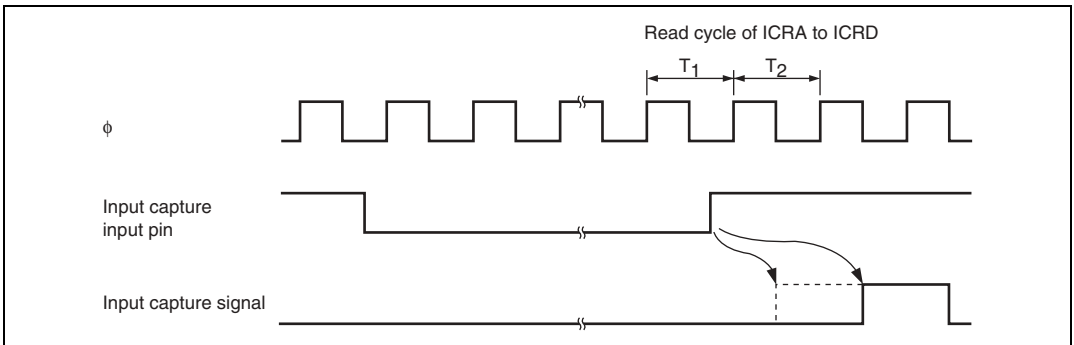 Read cycle of ICRA to ICRD
T1 T2
ϕ
Input capture
input pin
Input capture signal